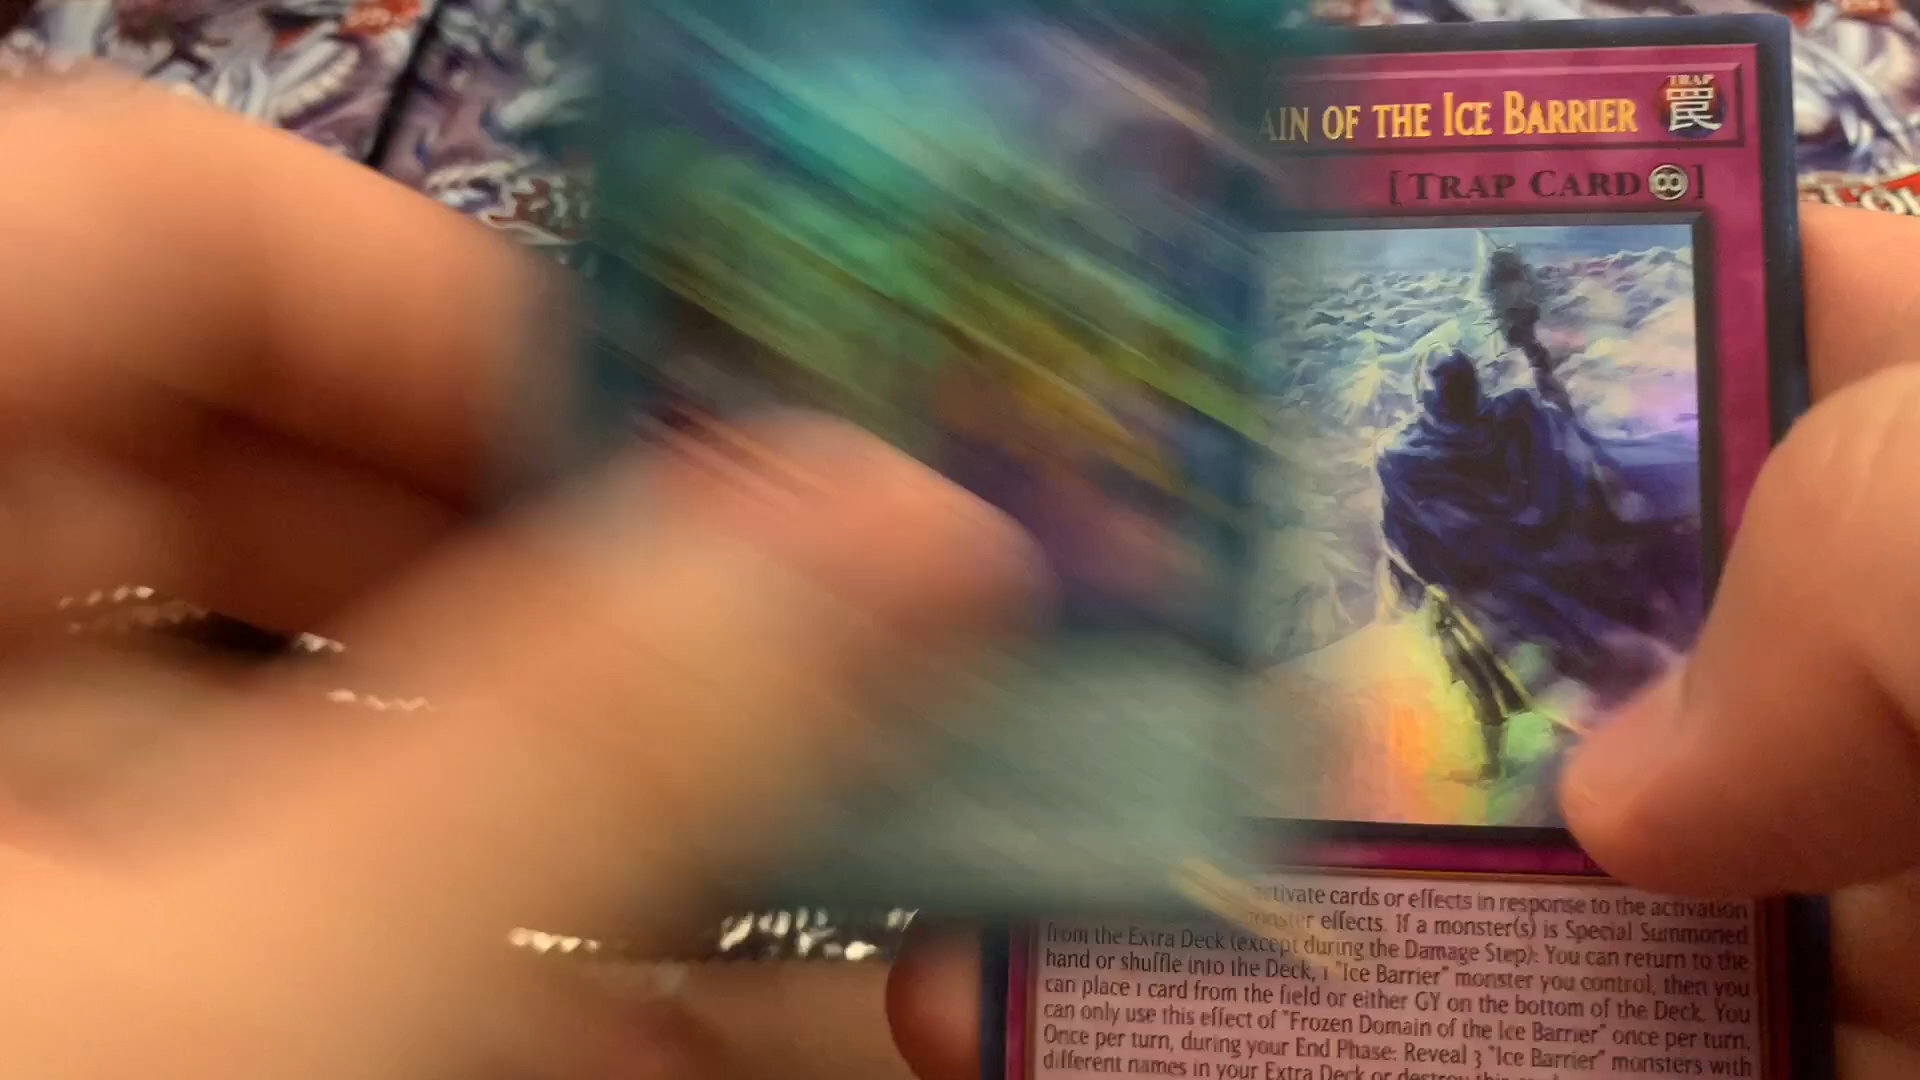 AIN OF THE ICE BARRIER
TRAP
罠
[TRAP CARD ]
activate cards or effects in response to the activation
monster effects. If a monster(s) is Special Summoned
from the Extra Deck (except during the Damage Step): You can return to the
hand or shuffle into the Deck, 1 "Ice Barrier" monster you control, then you
can place 1 card from the field or either GY on the bottom of the Deck. You
can only use this effect of "Frozen Domain of the Ice Barrier" once per turn.
Once per turn, during your End Phase: Reveal 3 "Ice Barrier" monsters with
different names in your Extra Deck or destroy this